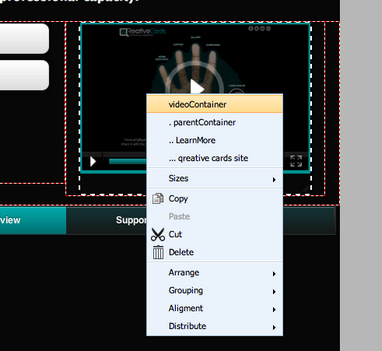 professional capacity.
QreativeCards
videoContainer
. parentContainer
.. LearnMore
... qreative cards site
Sizes
Copy
Paste
view
Suppo
Cut
Delete
Arrange
Grouping
Aligment
Distribute